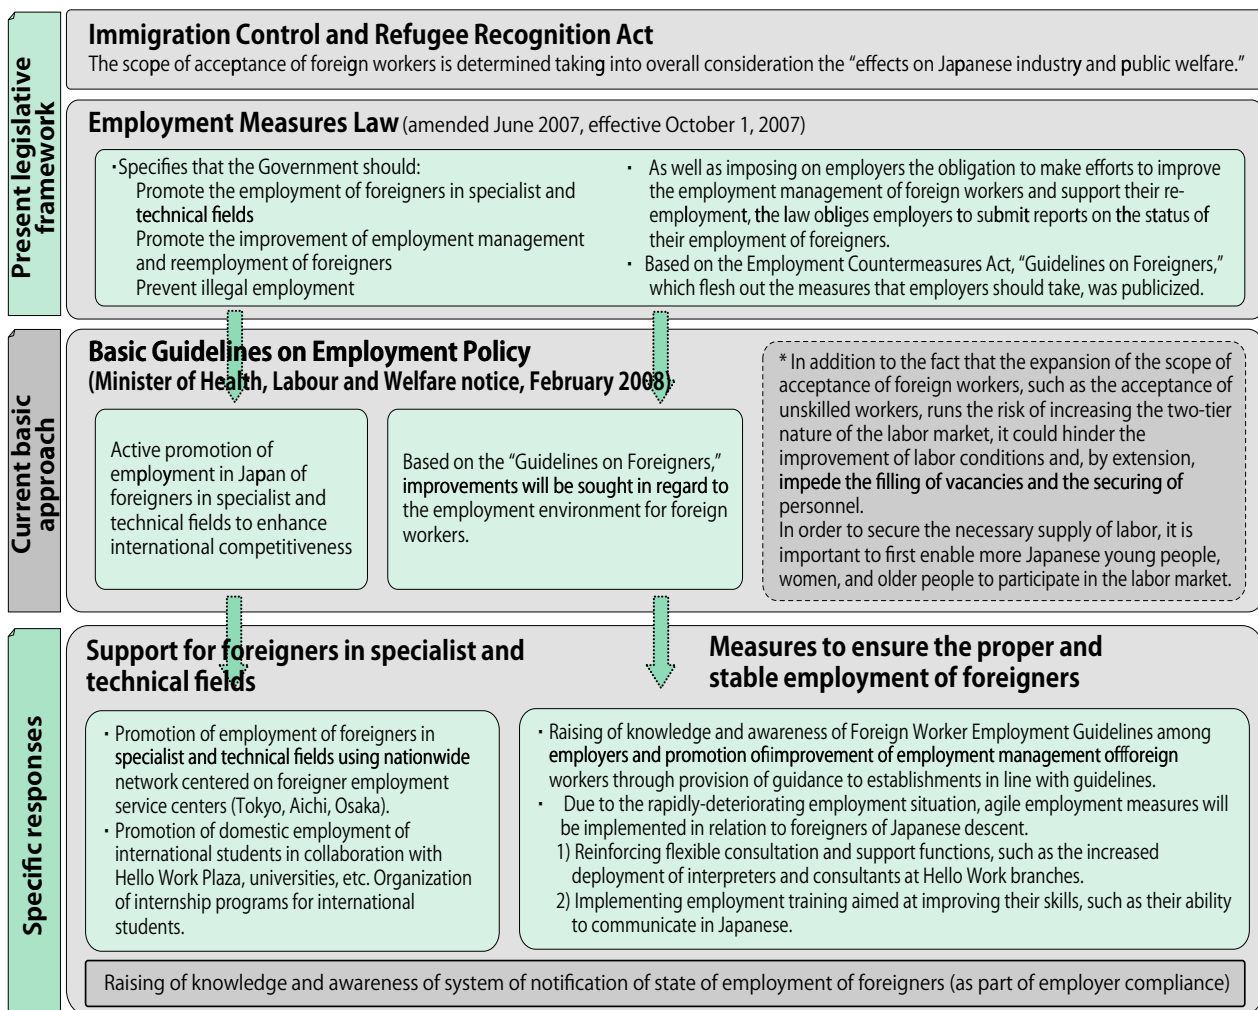 Present legislative
framework
Immigration Control and Refugee Recognition Act
The scope of acceptance of foreign workers is determined taking into overall consideration the “effects on Japanese industry and public welfare.”
Employment Measures Law (amended June 2007, effective October 1, 2007)
・Specifies that the Government should:
Promote the employment of foreigners in specialist and
technical fields
Promote the improvement of employment management
and reemployment of foreigners
Prevent illegal employment
・ As well as imposing on employers the obligation to make efforts to improve
the employment management of foreign workers and support their re-
employment, the law obliges employers to submit reports on the status of
their employment of foreigners.
・ Based on the Employment Countermeasures Act, “Guidelines on Foreigners,”
which flesh out the measures that employers should take, was publicized.
Current basic
approach
Basic Guidelines on Employment Policy
(Minister of Health, Labour and Welfare notice, February 2008)
Active promotion of
employment in Japan of
foreigners in specialist and
technical fields to enhance
international competitiveness
Based on the “Guidelines on Foreigners,”
improvements will be sought in regard to
the employment environment for foreign
workers.
* In addition to the fact that the expansion of the scope of
acceptance of foreign workers, such as the acceptance of
unskilled workers, runs the risk of increasing the two-tier
nature of the labor market, it could hinder the
improvement of labor conditions and, by extension,
impede the filling of vacancies and the securing of
personnel.
In order to secure the necessary supply of labor, it is
important to first enable more Japanese young people,
women, and older people to participate in the labor market.
Specific responses
Support for foreigners in specialist and
technical fields
・ Promotion of employment of foreigners in
specialist and technical fields using nationwide
network centered on foreigner employment
service centers (Tokyo, Aichi, Osaka).
・ Promotion of domestic employment of
international students in collaboration with
Hello Work Plaza, universities, etc. Organization
of internship programs for international
students.
Measures to ensure the proper and
stable employment of foreigners
・ Raising of knowledge and awareness of Foreign Worker Employment Guidelines among
employers and promotion ofiimprovement of employment management offforeign
workers through provision of guidance to establishments in line with guidelines.
・ Due to the rapidly-deteriorating employment situation, agile employment measures will
be implemented in relation to foreigners of Japanese descent.
1) Reinforcing flexible consultation and support functions, such as the increased
deployment of interpreters and consultants at Hello Work branches.
2) Implementing employment training aimed at improving their skills, such as their ability
to communicate in Japanese.
Raising of knowledge and awareness of system of notification of state of employment of foreigners (as part of employer compliance)